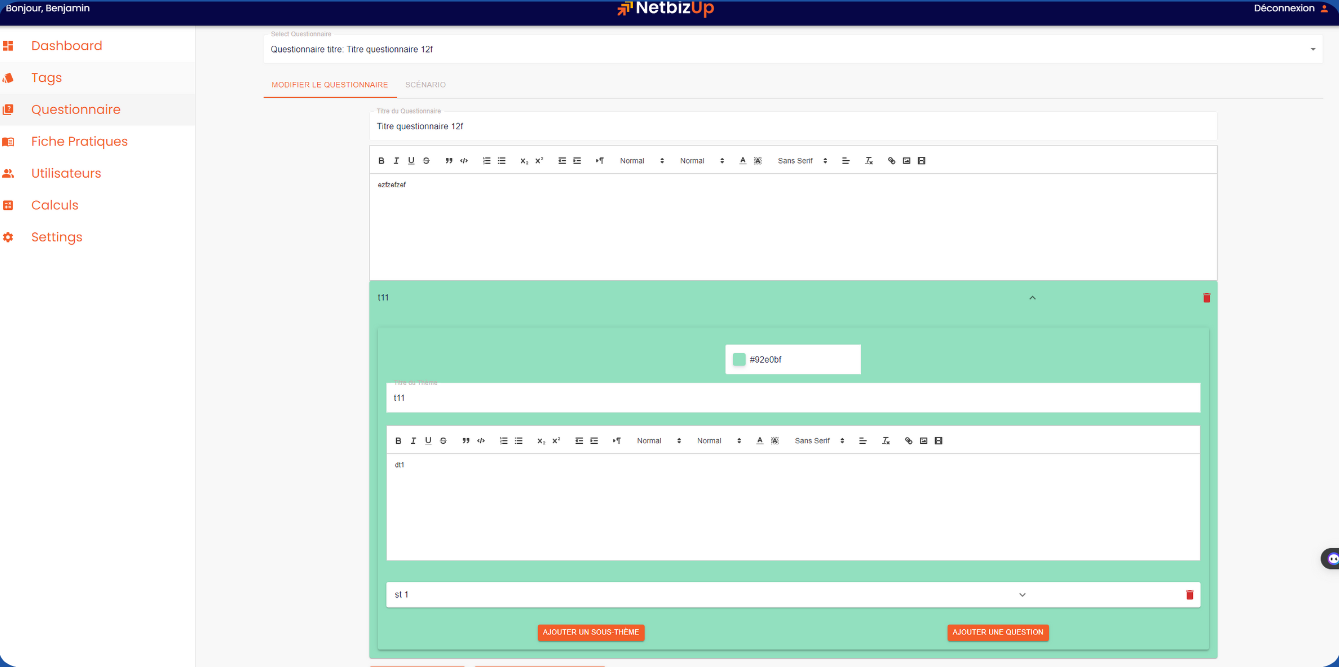 Bonjour, Benjamin
NetbizUp
Déconnexion
Dashboard
Tags
Questionnaire
Fiche Pratiques
Utilisateurs
Calculs
Settings
Select Questionnaire
Questionnaire titre: Titre questionnaire 12f
MODIFIER LE QUESTIONNAIRE SCÉNARIO
Titre du Questionnaire
Titre questionnaire 12f
Normal Normal Sans Serif
ezfzefzef
t11
#92e0bf
Titre du Thème
t11
Normal Normal Sans Serif
dt1
st 1
AJOUTER UN SOUS-THÈME AJOUTER UNE QUESTION